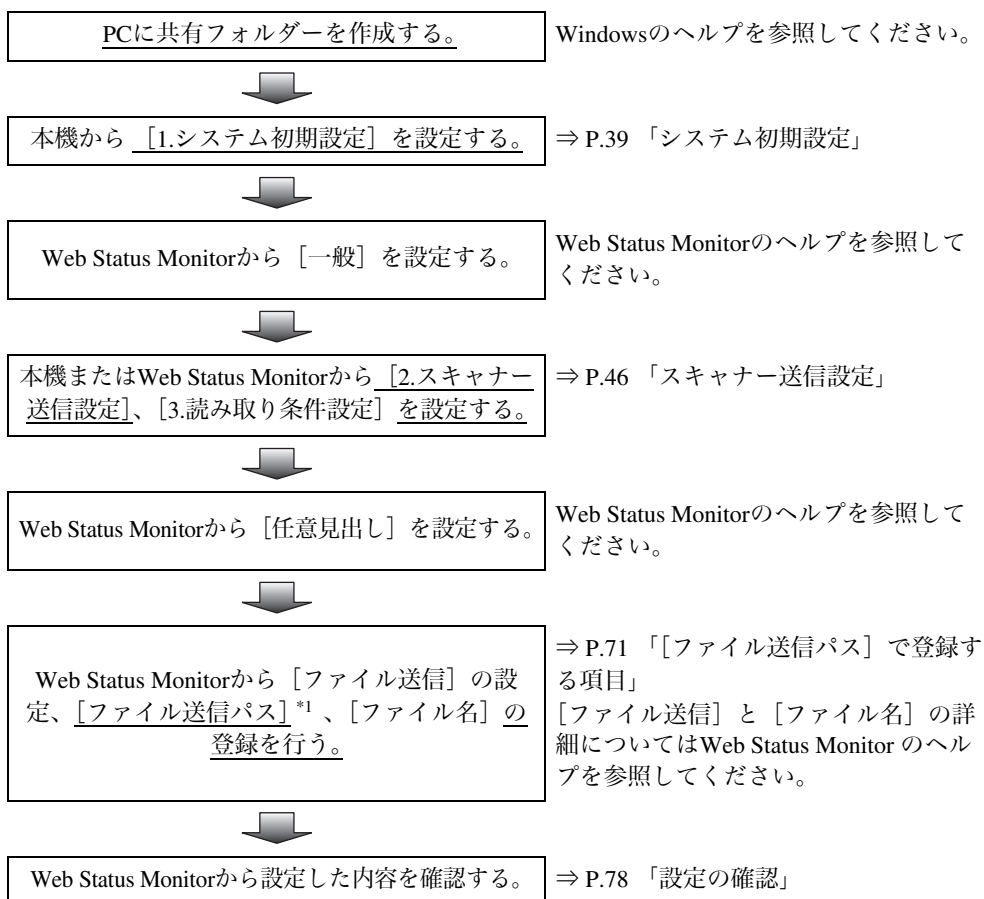 PCに共有フォルダーを作成する。
Windowsのヘルプを参照してください。
本機から［1.システム初期設定］を設定する。
⇒ P.39 「システム初期設定」
Web Status Monitorから［一般］を設定する。
Web Status Monitorのヘルプを参照して
ください。
本機またはWeb Status Monitorから［2.スキャナー
送信設定］、［3.読み取り条件設定］を設定する。
⇒ P.46 「スキャナー送信設定」
Web Status Monitorから［任意見出し］を設定する。
Web Status Monitorのヘルプを参照して
ください。
Web Status Monitorから［ファイル送信］の設
定、［ファイル送信パス］*1 、［ファイル名］の
登録を行う。
⇒ P.71 「［ファイル送信パス］で登録す
る項目」
［ファイル送信］と［ファイル名］の詳
細についてはWeb Status Monitor のヘル
プを参照してください。
Web Status Monitorから設定した内容を確認する。
⇒ P.78 「設定の確認」